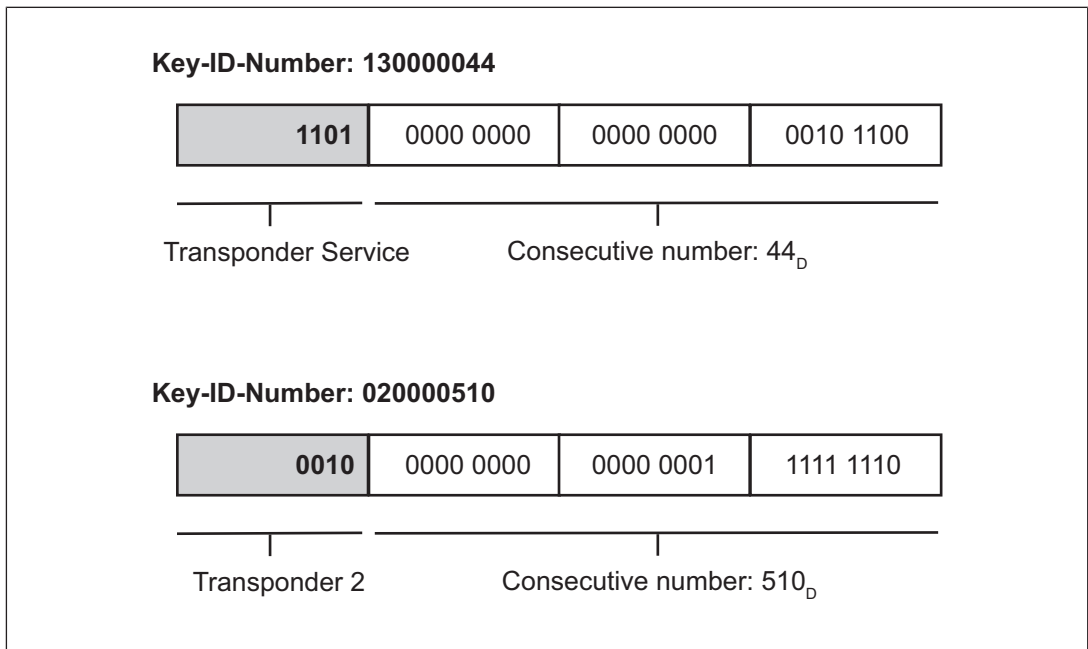 Key-ID-Number: 130000044
1101 0000 0000 0000 0000 0010 1100
Transponder Service Consecutive number: 44D
Key-ID-Number: 020000510
0010 0000 0000 0000 0001 1111 1110
Transponder 2 Consecutive number: 510D